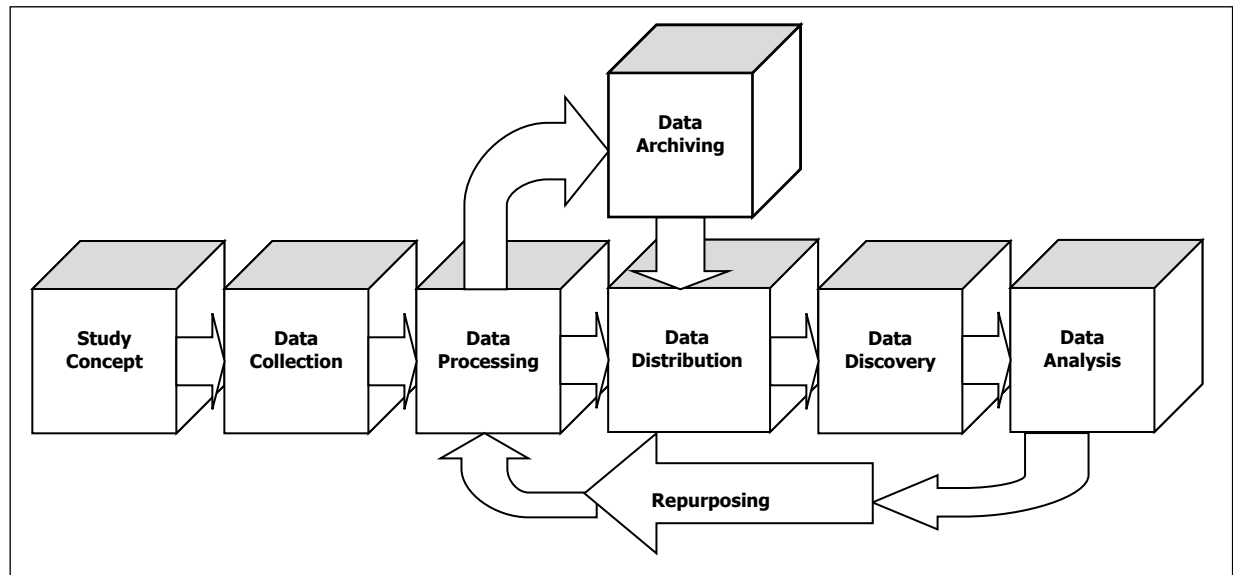 Data
Archiving
Study
Concept
Data
Collection
Data
Processing
Data
Distribution
Data
Discovery
Data
Analysis
Repurposing